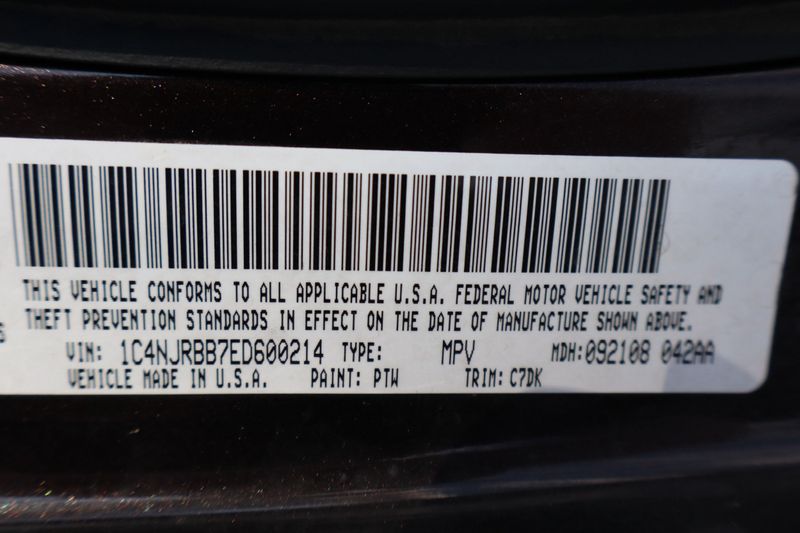 THIS VEHICLE CONFORMS TO ALL APPLICABLE U.S.A. FEDERAL MOTOR VEHICLE SAFETY AND
THEFT PREVENTION STANDARDS IN EFFECT ON THE DATE OF MANUFACTURE SHOWN ABOVE.
VIN: 1C4NJRBB7ED600214 TYPE: MPV MDH:092108 042AA
VEHICLE MADE IN U.S.A. PAINT: PTW TRIM: C7DK